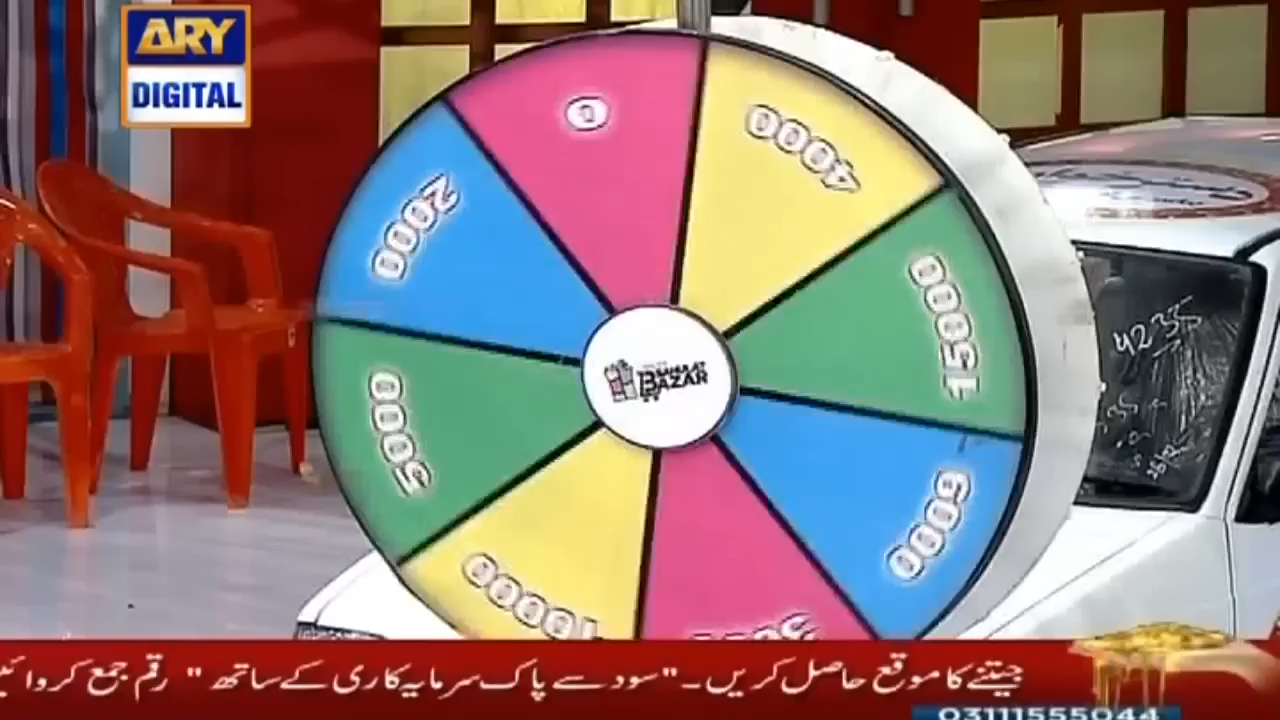 ARY
DIGITAL
0
4000
2000
15000
BAZAR
5000
6000
10000
4235
جیتنے کا موقع حاصل کریں۔ "سود سے پاک سرمایہ کاری کے ساتھ " رقم جمع کروائیں
03111555044